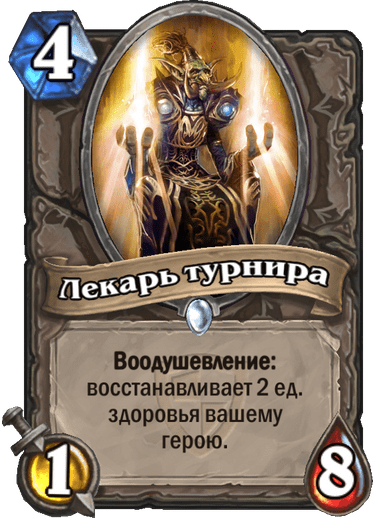 4
Лекарь турнира
Воодушевление:
восстанавливает 2 ед.
здоровья вашему
герою.
1
8